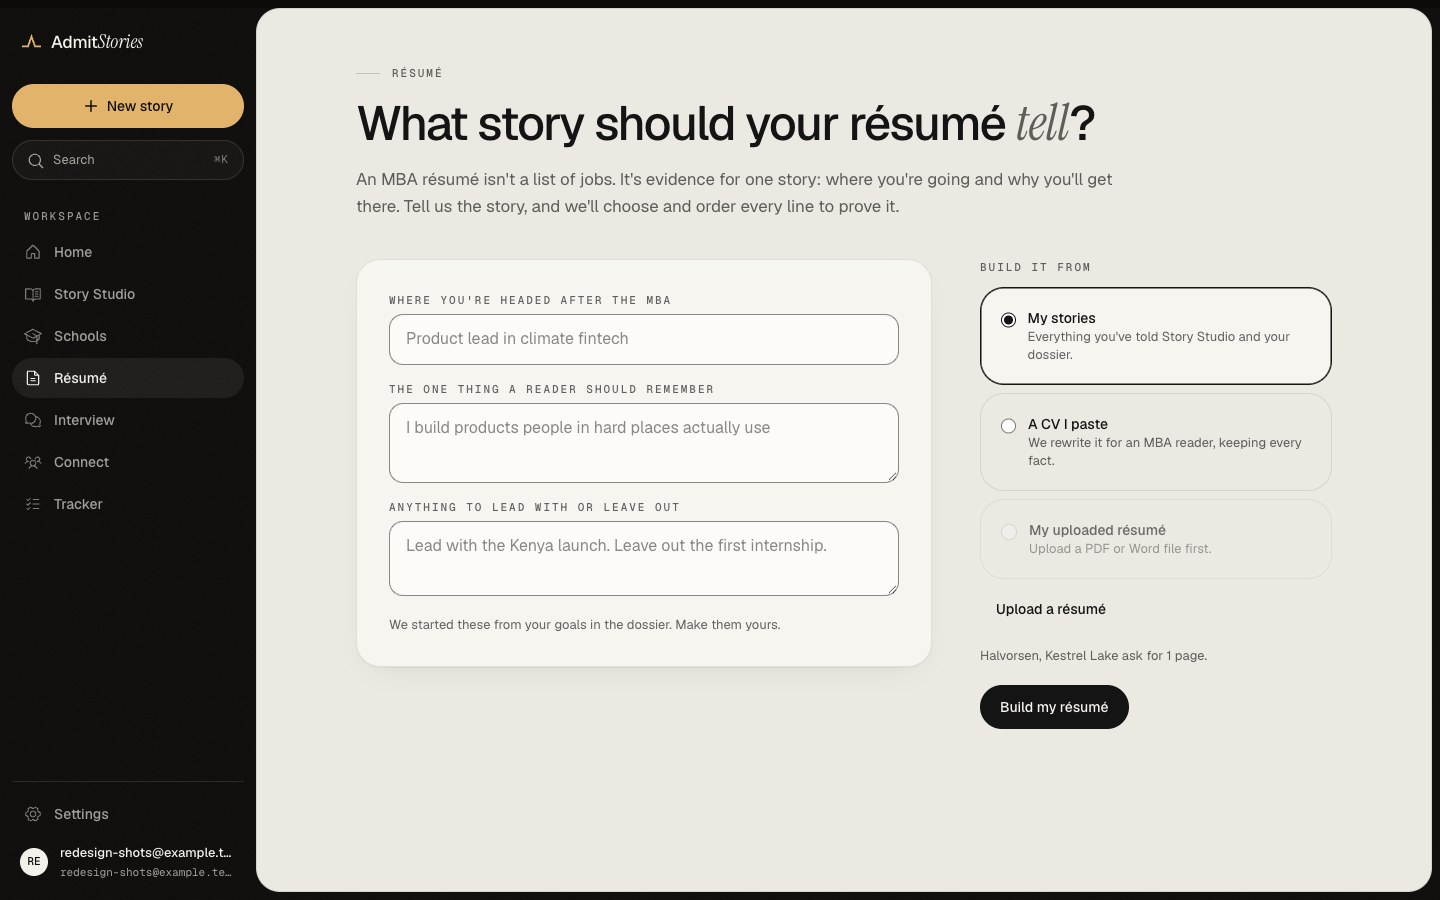 AdmitStories
New story
Search ⌘K
WORKSPACE
Home
Story Studio
Schools
Résumé
Interview
Connect
Tracker
Settings
RE
redesign-shots@example.t…
redesign-shots@example.te…
RÉSUMÉ
What story should your résumé tell?
An MBA résumé isn't a list of jobs. It's evidence for one story: where you're going and why you'll get
there. Tell us the story, and we'll choose and order every line to prove it.
WHERE YOU'RE HEADED AFTER THE MBA
Product lead in climate fintech
THE ONE THING A READER SHOULD REMEMBER
I build products people in hard places actually use
ANYTHING TO LEAD WITH OR LEAVE OUT
Lead with the Kenya launch. Leave out the first internship.
We started these from your goals in the dossier. Make them yours.
BUILD IT FROM
My stories
Everything you've told Story Studio and your
dossier.
A CV I paste
We rewrite it for an MBA reader, keeping every
fact.
My uploaded résumé
Upload a PDF or Word file first.
Upload a résumé
Halvorsen, Kestrel Lake ask for 1 page.
Build my résumé